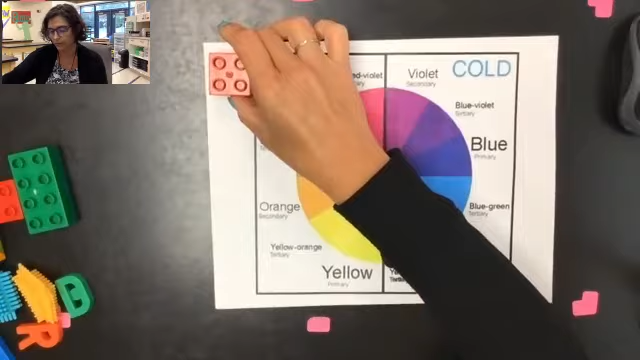 Violet
COLD
Blue-violet
Tertiary
Blue
Primary
Orange
Secondary
Blue-green
Tertiary
Yellow-orange
Tertiary
Yellow
Primary